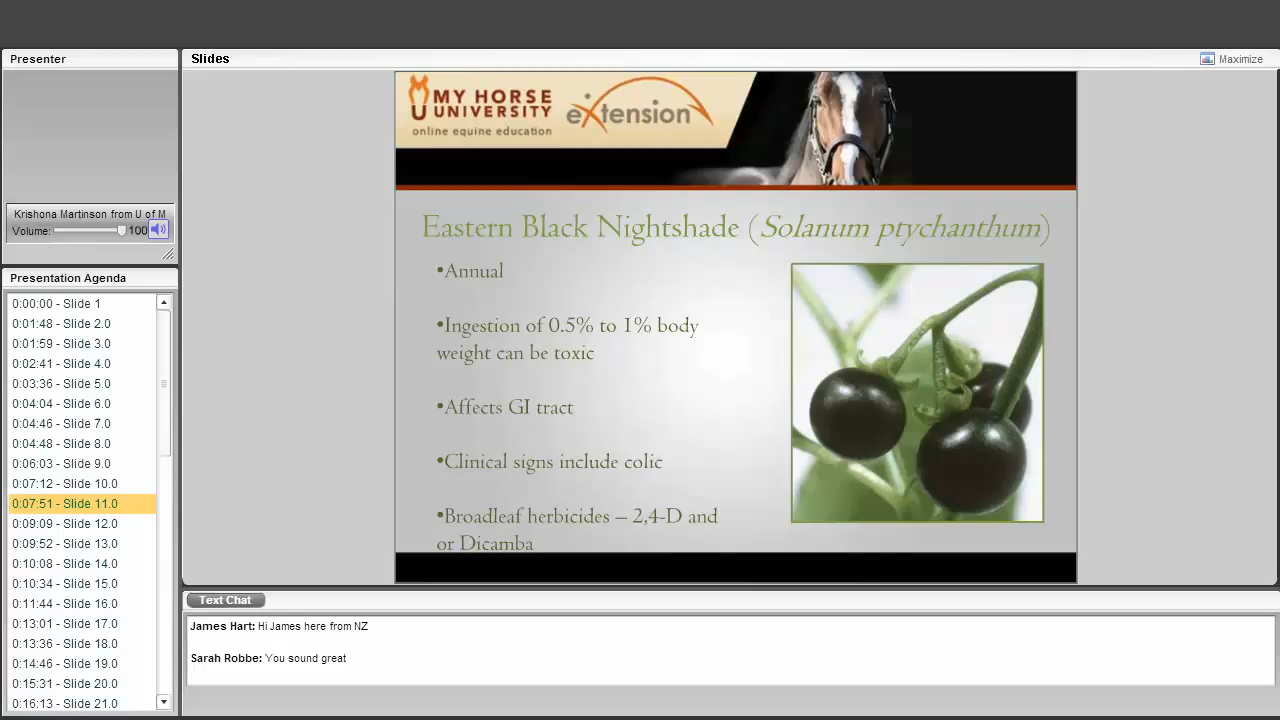 Presenter
Krishona Martinson from U of M
Volume:
100
Presentation Agenda
0:00:00 - Slide 1
0:01:48 - Slide 2.0
0:01:59 - Slide 3.0
0:02:41 - Slide 4.0
0:03:36 - Slide 5.0
0:04:04 - Slide 6.0
0:04:46 - Slide 7.0
0:04:48 - Slide 8.0
0:06:03 - Slide 9.0
0:07:12 - Slide 10.0
0:07:51 - Slide 11.0
0:09:09 - Slide 12.0
0:09:52 - Slide 13.0
0:10:08 - Slide 14.0
0:10:34 - Slide 15.0
0:11:44 - Slide 16.0
0:13:01 - Slide 17.0
0:13:36 - Slide 18.0
0:14:46 - Slide 19.0
0:15:31 - Slide 20.0
0:16:13 - Slide 21.0
Slides
Maximize
MY HORSE
UNIVERSITY
online equine education
eXtension
Eastern Black Nightshade (Solanum ptychanthum)
•Annual
•Ingestion of 0.5% to 1% body
weight can be toxic
•Affects GI tract
•Clinical signs include colic
•Broadleaf herbicides – 2,4-D and
or Dicamba
Text Chat
James Hart: Hi James here from NZ
Sarah Robbe: You sound great